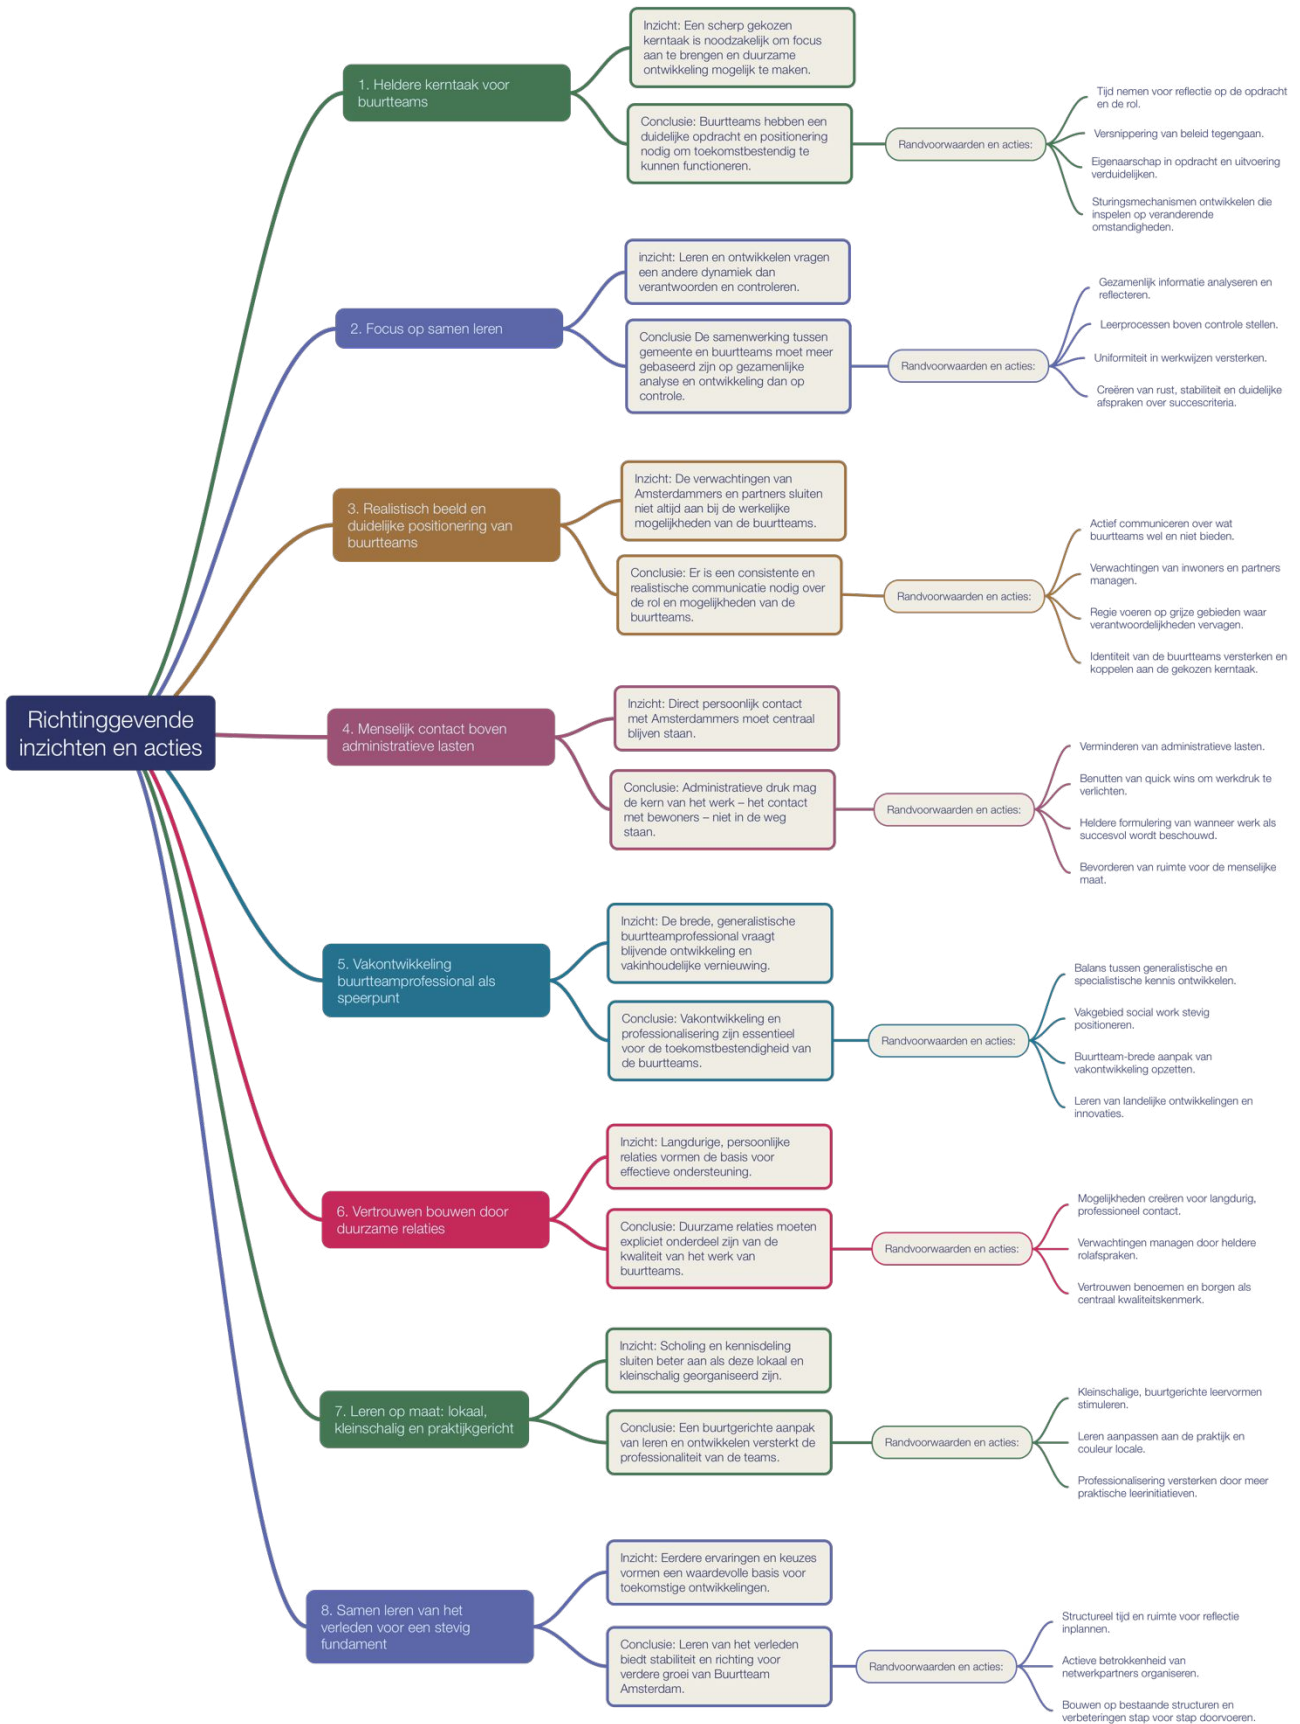 Richtinggevende
inzichten en acties
1. Heldere kerntaak voor
buurtteams
Inzicht: Een scherp gekozen
kerntaak is noodzakelijk om focus
aan te brengen en duurzame
ontwikkeling mogelijk te maken.
Conclusie: Buurtteams hebben een
duidelijke opdracht en positionering
nodig om toekomstbestendig te
kunnen functioneren.
Randvoorwaarden en acties:
Tijd nemen voor reflectie op de opdracht
en de rol.
Versnippering van beleid tegengaan.
Eigenaarschap in opdracht en uitvoering
verduidelijken.
Sturingsmechanismen ontwikkelen die
inspelen op veranderende
omstandigheden.
2. Focus op samen leren
inzicht: Leren en ontwikkelen vragen
een andere dynamiek dan
verantwoorden en controleren.
Conclusie De samenwerking tussen
gemeente en buurtteams moet meer
gebaseerd zijn op gezamenlijke
analyse en ontwikkeling dan op
controle.
Randvoorwaarden en acties:
Gezamenlijk informatie analyseren en
reflecteren.
Leerprocessen boven controle stellen.
Uniformiteit in werkwijzen versterken.
Creëren van rust, stabiliteit en duidelijke
afspraken over succescriteria.
3. Realistisch beeld en
duidelijke positionering van
buurtteams
Inzicht: De verwachtingen van
Amsterdammers en partners sluiten
niet altijd aan bij de werkelijke
mogelijkheden van de buurtteams.
Conclusie: Er is een consistente en
realistische communicatie nodig over
de rol en mogelijkheden van de
buurtteams.
Randvoorwaarden en acties:
Actief communiceren over wat
buurtteams wel en niet bieden.
Verwachtingen van inwoners en partners
managen.
Regie voeren op grijze gebieden waar
verantwoordelijkheden vervagen.
Identiteit van de buurtteams versterken en
koppelen aan de gekozen kerntaak.
4. Menselijk contact boven
administratieve lasten
Inzicht: Direct persoonlijk contact
met Amsterdammers moet centraal
blijven staan.
Conclusie: Administratieve druk mag
de kern van het werk – het contact
met bewoners – niet in de weg
staan.
Randvoorwaarden en acties:
Verminderen van administratieve lasten.
Benutten van quick wins om werkdruk te
verlichten.
Heldere formulering van wanneer werk als
succesvol wordt beschouwd.
Bevorderen van ruimte voor de menselijke
maat.
5. Vakontwikkeling
buurtteamprofessional als
speerpunt
Inzicht: De brede, generalistische
buurtteamprofessional vraagt
blijvende ontwikkeling en
vakinhoudelijke vernieuwing.
Conclusie: Vakontwikkeling en
professionalisering zijn essentieel
voor de toekomstbestendigheid van
de buurtteams.
Randvoorwaarden en acties:
Balans tussen generalistische en
specialistische kennis ontwikkelen.
Vakgebied social work stevig
positioneren.
Buurtteam-brede aanpak van
vakontwikkeling opzetten.
Leren van landelijke ontwikkelingen en
innovaties.
6. Vertrouwen bouwen door
duurzame relaties
Inzicht: Langdurige, persoonlijke
relaties vormen de basis voor
effectieve ondersteuning.
Conclusie: Duurzame relaties moeten
expliciet onderdeel zijn van de
kwaliteit van het werk van
buurtteams.
Randvoorwaarden en acties:
Mogelijkheden creëren voor langdurig,
professioneel contact.
Verwachtingen managen door heldere
rolafspraken.
Vertrouwen benoemen en borgen als
centraal kwaliteitskenmerk.
7. Leren op maat: lokaal,
kleinschalig en praktijkgericht
Inzicht: Scholing en kennisdeling
sluiten beter aan als deze lokaal en
kleinschalig georganiseerd zijn.
Conclusie: Een buurtgerichte aanpak
van leren en ontwikkelen versterkt de
professionaliteit van de teams.
Randvoorwaarden en acties:
Kleinschalige, buurtgerichte leervormen
stimuleren.
Leren aanpassen aan de praktijk en
couleur locale.
Professionalisering versterken door meer
praktische leerinitiatieven.
8. Samen leren van het
verleden voor een stevig
fundament
Inzicht: Eerdere ervaringen en keuzes
vormen een waardevolle basis voor
toekomstige ontwikkelingen.
Conclusie: Leren van het verleden
biedt stabiliteit en richting voor
verdere groei van Buurtteam
Amsterdam.
Randvoorwaarden en acties:
Structureel tijd en ruimte voor reflectie
inplannen.
Actieve betrokkenheid van
netwerkpartners organiseren.
Bouwen op bestaande structuren en
verbeteringen stap voor stap doorvoeren.